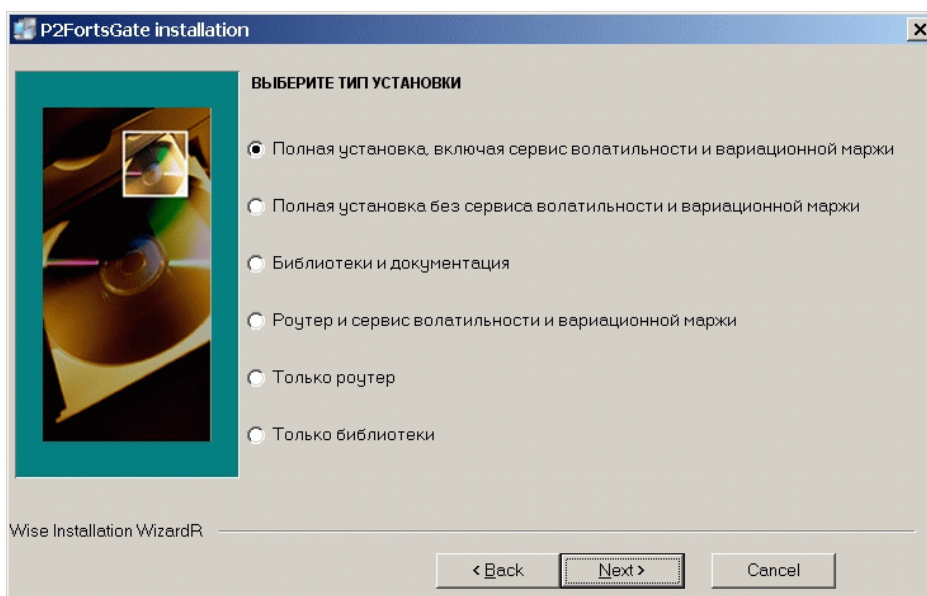 P2FortsGate installation
ВЫБЕРИТЕ ТИП УСТАНОВКИ
Полная установка, включая сервис волатильности и вариационной маржи
Полная установка без сервиса волатильности и вариационной маржи
Библиотеки и документация
Роутер и сервис волатильности и вариационной маржи
Только роутер
Только библиотеки
Wise Installation WizardR
< Back
Next >
Cancel